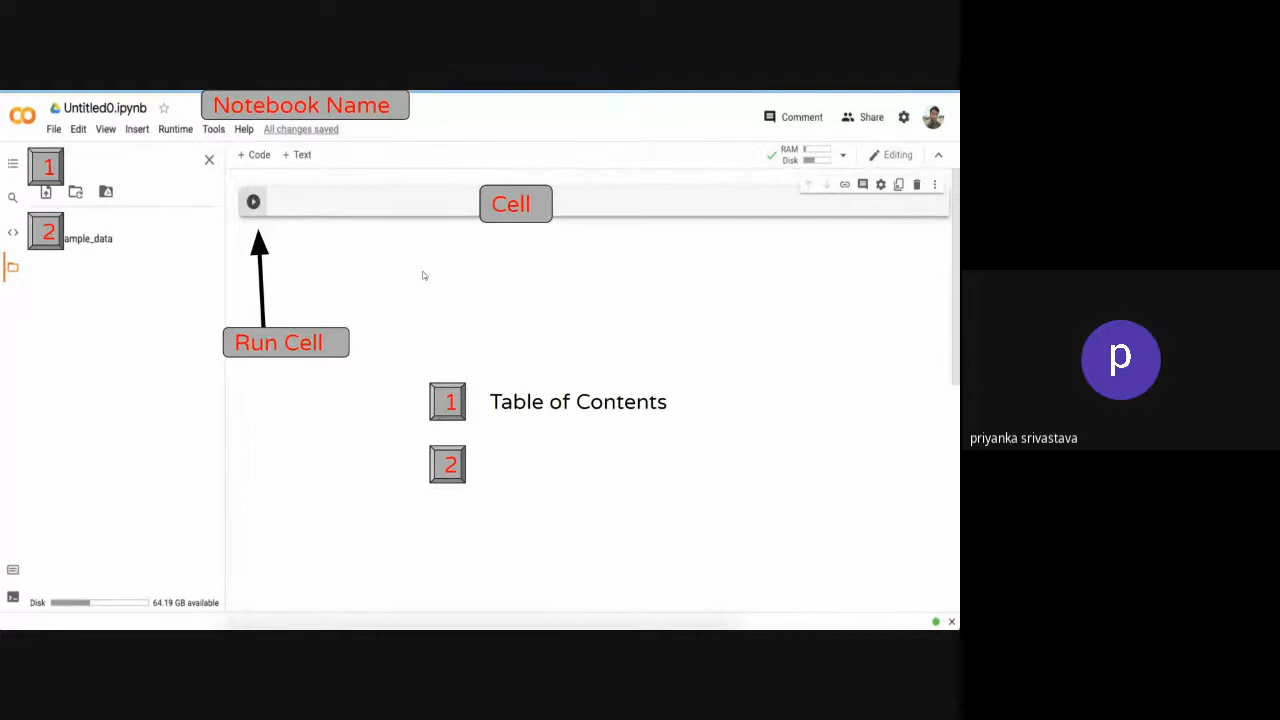 Untitled0.ipynb
Notebook Name
File Edit View Insert Runtime Tools Help All changes saved
Comment Share
1
+ Code + Text
RAM
Disk
Editing
Cell
2
ample_data
Run Cell
1 Table of Contents
2
Disk 64.19 GB available
p
priyanka srivastava